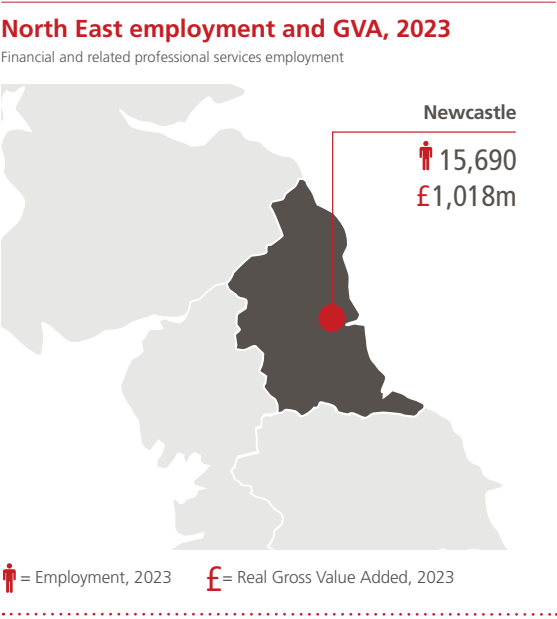 North East employment and GVA, 2023
Financial and related professional services employment
Newcastle
15,690
£1,018m
= Employment, 2023
£ = Real Gross Value Added, 2023